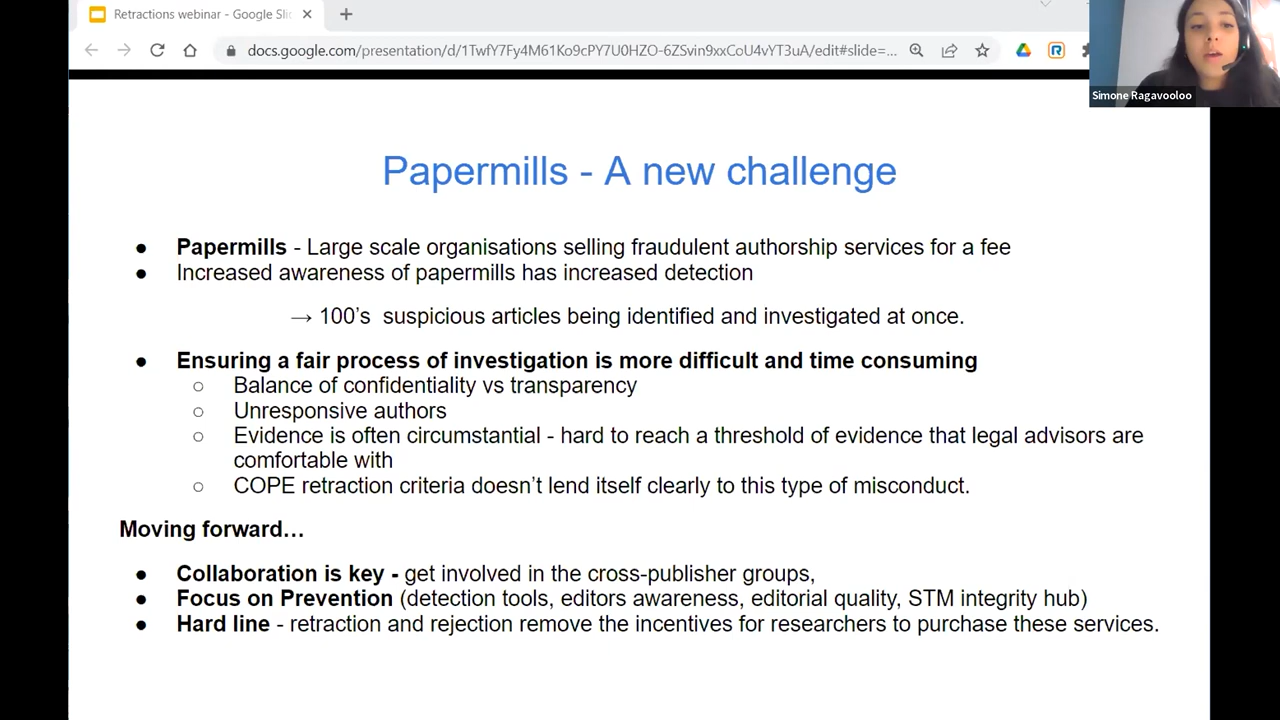 Retractions webinar - Google Sli
docs.google.com/presentation/d/1TwfY7Fy4M61Ko9cPY7U0HZO-6ZSvin9xxCoU4vYT3uA/edit#slide=...
Simone Ragavooloo
Papermills - A new challenge
● Papermills - Large scale organisations selling fraudulent authorship services for a fee
● Increased awareness of papermills has increased detection
→ 100's suspicious articles being identified and investigated at once.
● Ensuring a fair process of investigation is more difficult and time consuming
○ Balance of confidentiality vs transparency
○ Unresponsive authors
○ Evidence is often circumstantial - hard to reach a threshold of evidence that legal advisors are
comfortable with
○ COPE retraction criteria doesn't lend itself clearly to this type of misconduct.
Moving forward…
● Collaboration is key - get involved in the cross-publisher groups,
● Focus on Prevention (detection tools, editors awareness, editorial quality, STM integrity hub)
● Hard line - retraction and rejection remove the incentives for researchers to purchase these services.